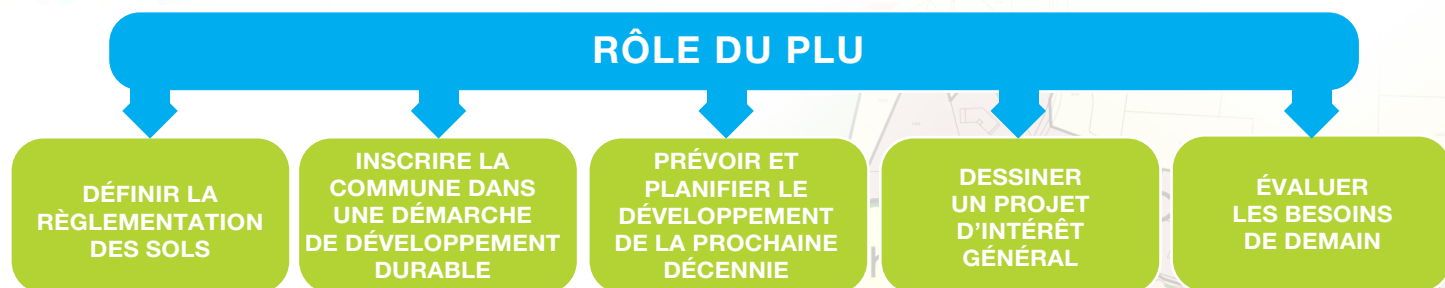 RÔLE DU PLU
DÉFINIR LA
RÈGLEMENTATION
DES SOLS
INSCRIRE LA
COMMUNE DANS
UNE DÉMARCHE
DE DÉVELOPPEMENT
DURABLE
PRÉVOIR ET
PLANIFIER LE
DÉVELOPPEMENT
DE LA PROCHAINE
DÉCENNIE
DESSINER
UN PROJET
D’INTÉRÊT
GÉNÉRAL
ÉVALUER
LES BESOINS
DE DEMAIN